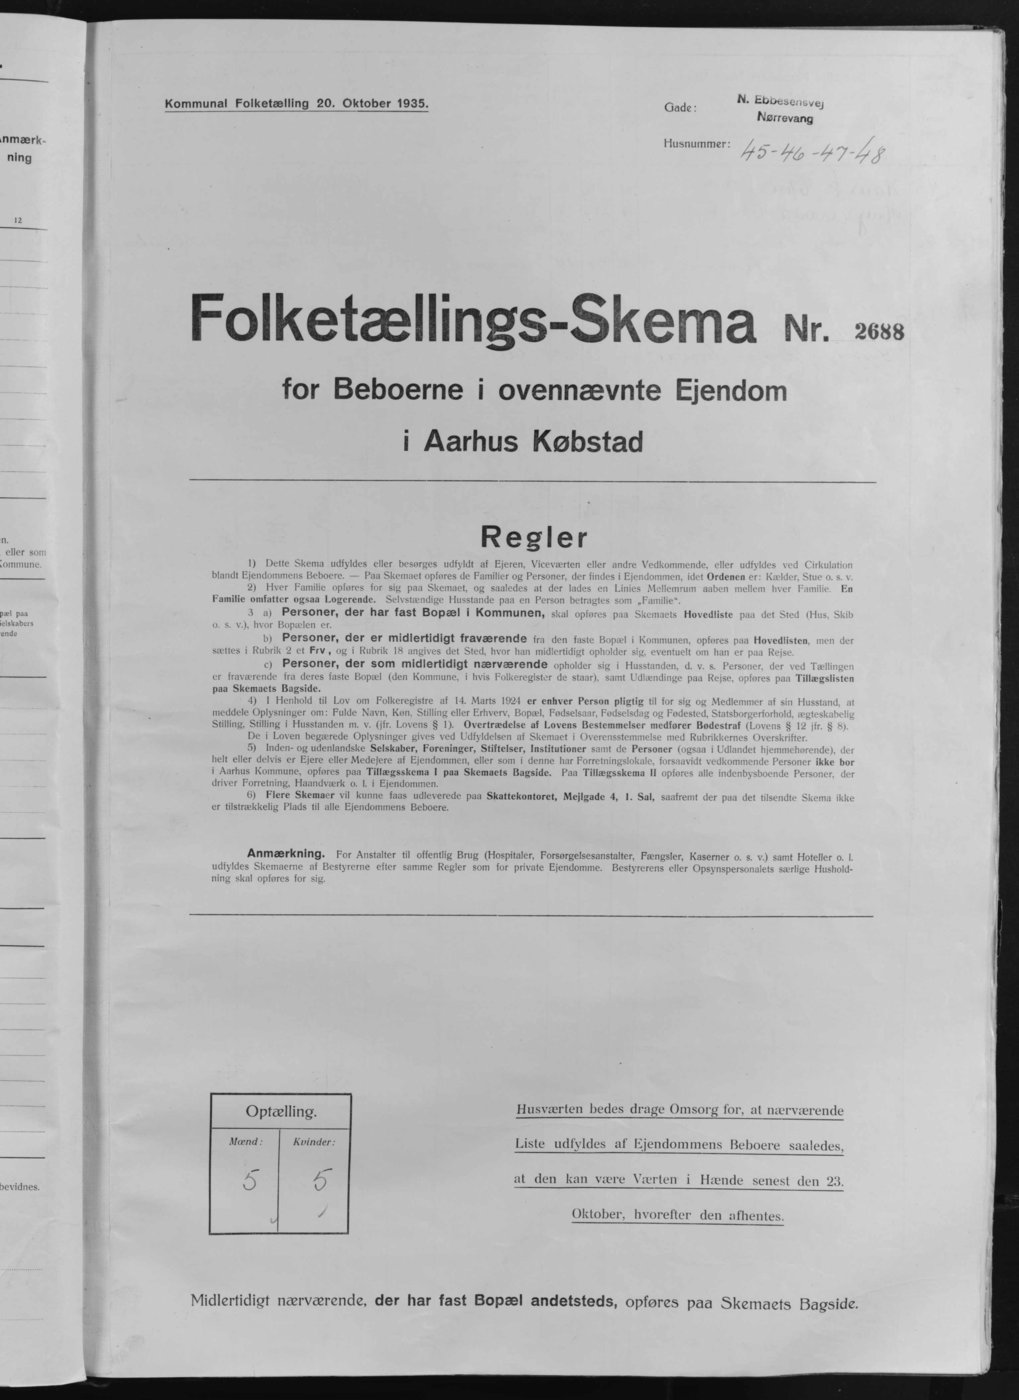 Kommunal Folketælling 20. Oktober 1935.
Gade: N. Ebbesensvej
Nørrevang
Husnummer: 45-46-47-48
Anmærk-
ning
12
Folketællings-Skema Nr. 2688
for Beboerne i ovennævnte Ejendom
i Aarhus Købstad
Regler
1) Dette Skema udfyldes eller besørges udfyldt af Ejeren, Viceværten eller andre Vedkommende, eller udfyldes ved Cirkulation
blandt Ejendommens Beboere. — Paa Skemaet opføres de Familier og Personer, der findes i Ejendommen, idet Ordenen er: Kælder, Stue o. s. v.
2) Hver Familie opføres for sig paa Skemaet, og saaledes at der lades en Linies Mellemrum aaben mellem hver Familie. En
Familie omfatter ogsaa Logerende. Selvstændige Husstande paa en Person betragtes som „Familie".
3 a) Personer, der har fast Bopæl i Kommunen, skal opføres paa Skemaets Hovedliste paa det Sted (Hus, Skib
o. s. v.), hvor Bopælen er.
b) Personer, der er midlertidigt fraværende fra den faste Bopæl i Kommunen, opføres paa Hovedlisten, men der
sættes i Rubrik 2 et Frv, og i Rubrik 18 angives det Sted, hvor han midlertidigt opholder sig, eventuelt om han er paa Rejse.
c) Personer, der som midlertidigt nærværende opholder sig i Husstanden, d. v. s. Personer, der ved Tællingen
er fraværende fra deres faste Bopæl (den Kommune, i hvis Folkeregister de staar), samt Udlændinge paa Rejse, opføres paa Tillægslisten
paa Skemaets Bagside.
4) I Henhold til Lov om Folkeregistre af 14. Marts 1924 er enhver Person pligtig til for sig og Medlemmer af sin Husstand, at
meddele Oplysninger om: Fulde Navn, Køn, Stilling eller Erhverv, Bopæl, Fødselsaar, Fødselsdag og Fødested, Statsborgerforhold, ægteskabelig
Stilling, Stilling i Husstanden m. v. (jfr. Lovens § 1). Overtrædelse af Lovens Bestemmelser medfører Bødestraf (Lovens § 12 jfr. § 8).
De i Loven begærede Oplysninger gives ved Udfyldelsen af Skemaet i Overensstemmelse med Rubrikkernes Overskrifter.
5) Inden- og udenlandske Selskaber, Foreninger, Stiftelser, Institutioner samt de Personer (ogsaa i Udlandet hjemmehørende), der
helt eller delvis er Ejere eller Medejere af Ejendommen, eller som i denne har Forretningslokale, forsaavidt vedkommende Personer ikke bor
i Aarhus Kommune, opføres paa Tillægsskema I paa Skemaets Bagside. Paa Tillægsskema II opføres alle indenbysboende Personer, der
driver Forretning, Haandværk o. l. i Ejendommen.
6) Flere Skemaer vil kunne faas udleverede paa Skattekontoret, Mejlgade 4, 1. Sal, saafremt der paa det tilsendte Skema ikke
er tilstrækkelig Plads til alle Ejendommens Beboere.
Anmærkning. For Anstalter til offentlig Brug (Hospitaler, Forsørgelsesanstalter, Fængsler, Kaserner o. s. v.) samt Hoteller o. l.
udfyldes Skemaerne af Bestyrerne efter samme Regler som for private Ejendomme. Bestyrerens eller Opsynspersonalets særlige Hushold-
ning skal opføres for sig.
n.
eller som
Kommune.
pæl paa
Selskabers
ende
bevidnes.
Optælling.
Mænd: Kvinder:
5 5
Husværten bedes drage Omsorg for, at nærværende
Liste udfyldes af Ejendommens Beboere saaledes,
at den kan være Værten i Hænde senest den 23.
Oktober, hvorefter den afhentes.
Midlertidigt nærværende, der har fast Bopæl andetsteds, opføres paa Skemaets Bagside.